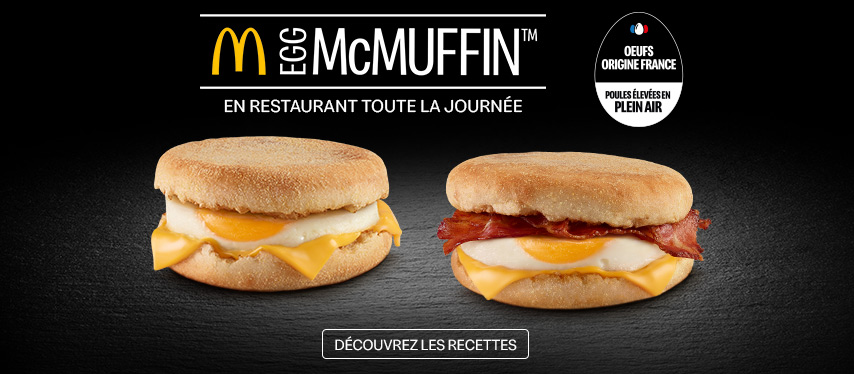 EGG McMUFFIN™
EN RESTAURANT TOUTE LA JOURNÉE
OEUFS
ORIGINE FRANCE
POULES ÉLEVÉES EN
PLEIN AIR
DÉCOUVREZ LES RECETTES